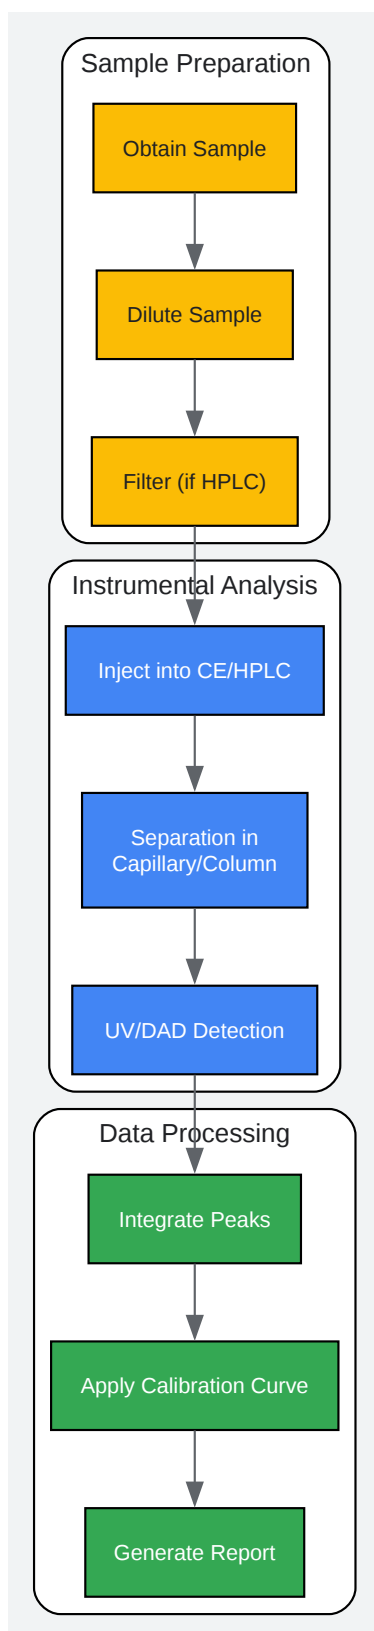 Sample Preparation
Obtain Sample
Dilute Sample
Filter (if HPLC)
Instrumental Analysis
Inject into CE/HPLC
Separation in
Capillary/Column
UV/DAD Detection
Data Processing
Integrate Peaks
Apply Calibration Curve
Generate Report